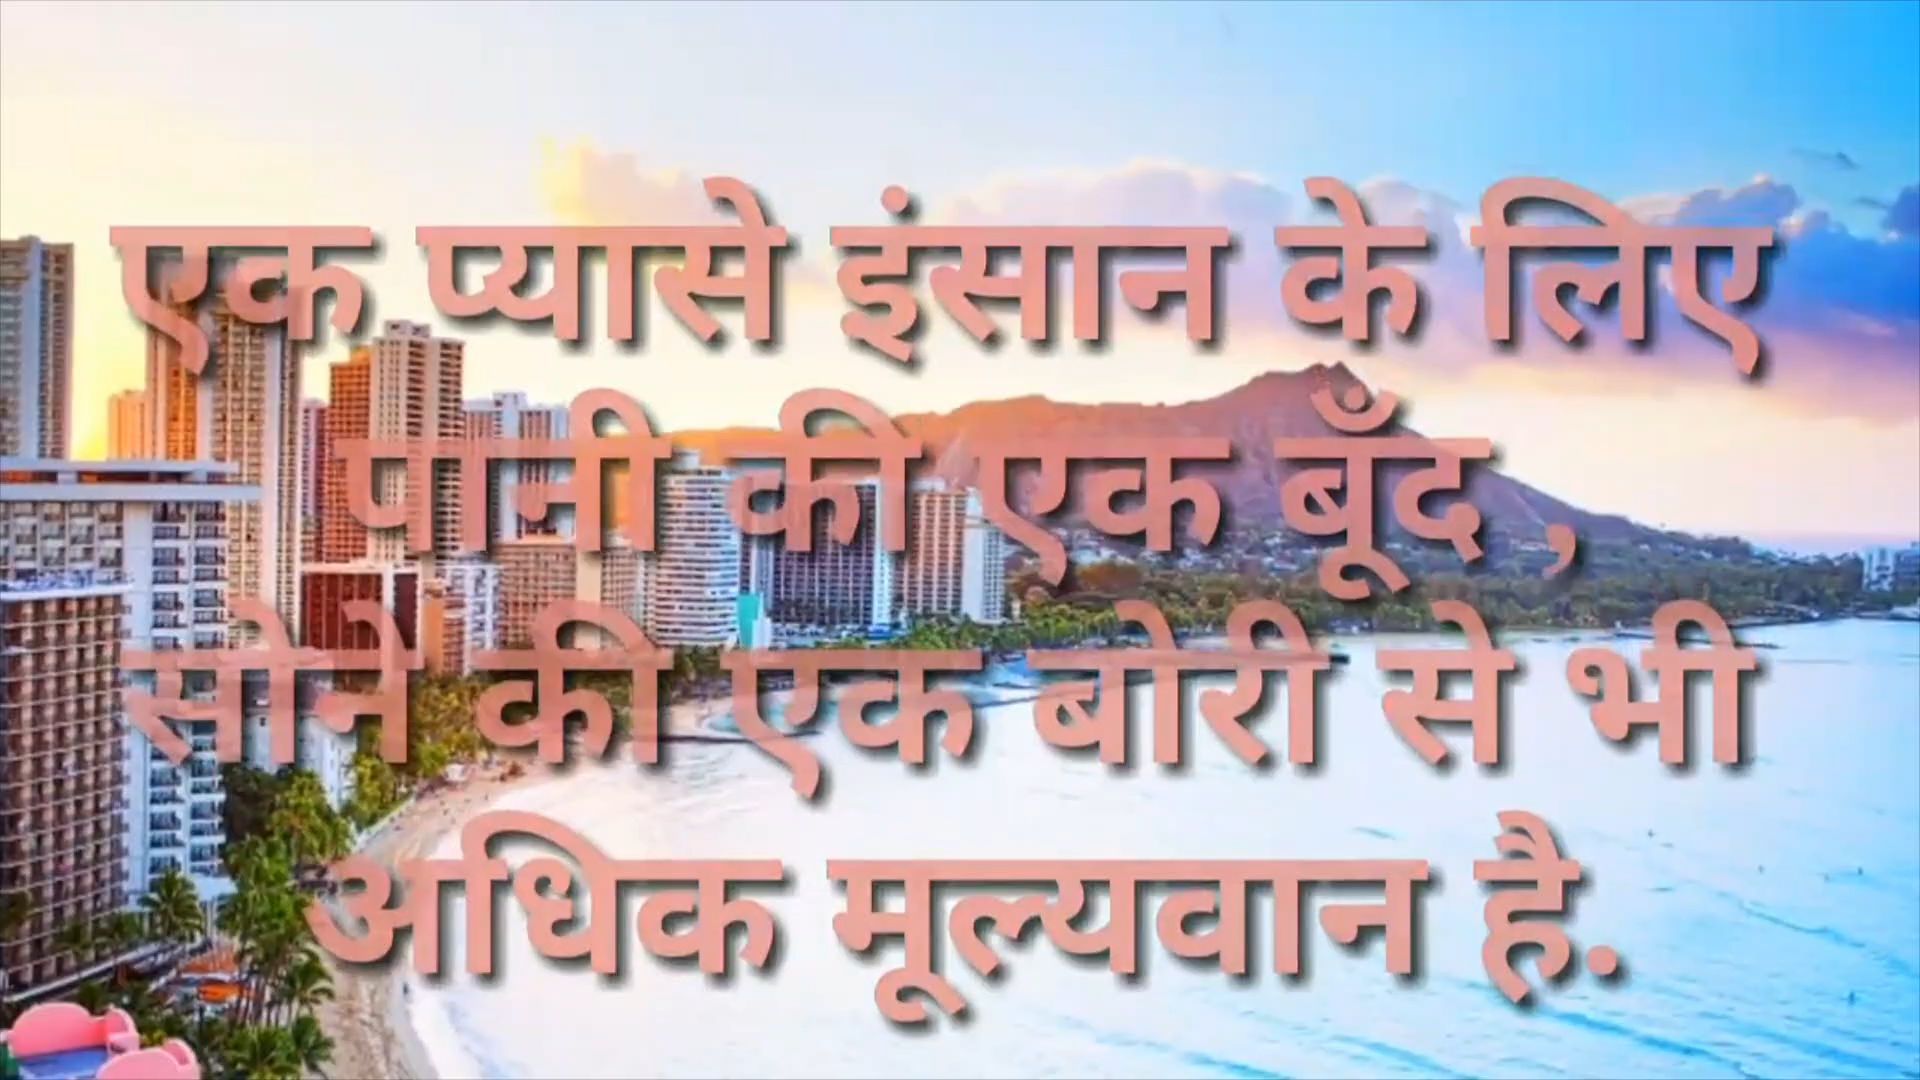 एक प्यासे इंसान के लिए
पानी की एक बूँद ,
सोने की एक बोरी से भी
अधिक मूल्यवान है.